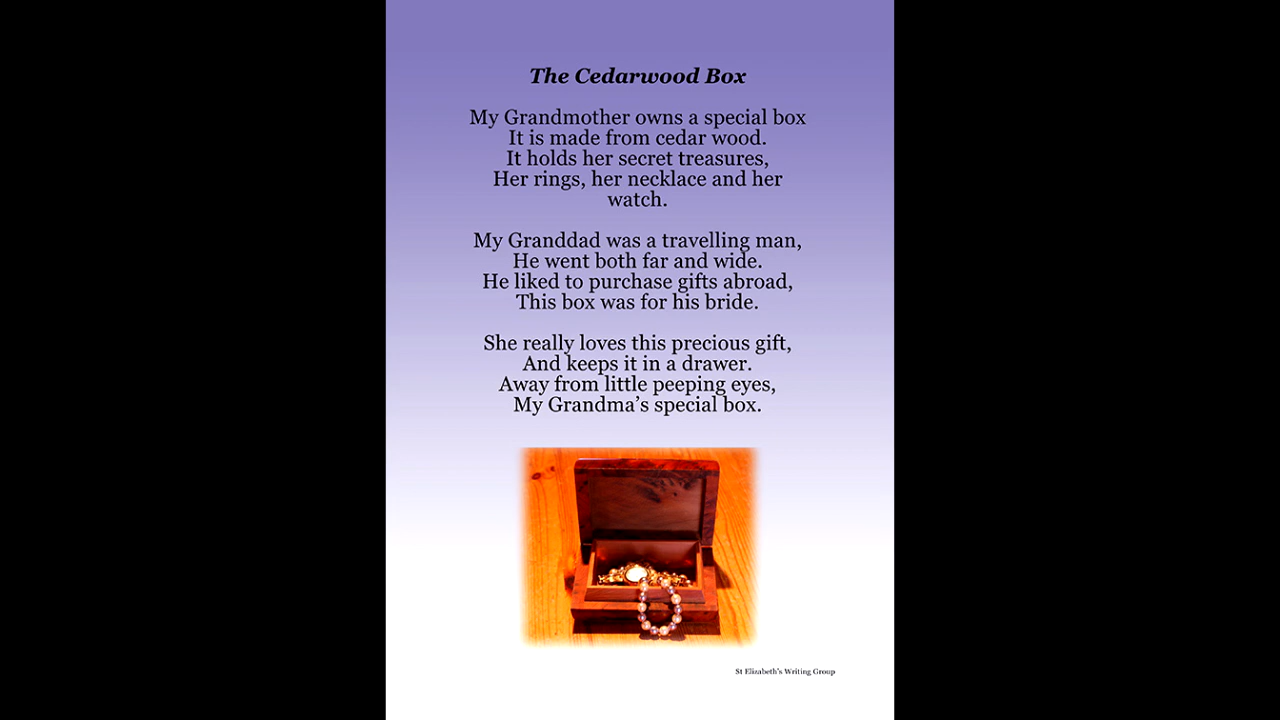 The Cedarwood Box
My Grandmother owns a special box
It is made from cedar wood.
It holds her secret treasures,
Her rings, her necklace and her
watch.
My Granddad was a travelling man,
He went both far and wide.
He liked to purchase gifts abroad,
This box was for his bride.
She really loves this precious gift,
And keeps it in a drawer.
Away from little peeping eyes,
My Grandma’s special box.
St Elizabeth’s Writing Group